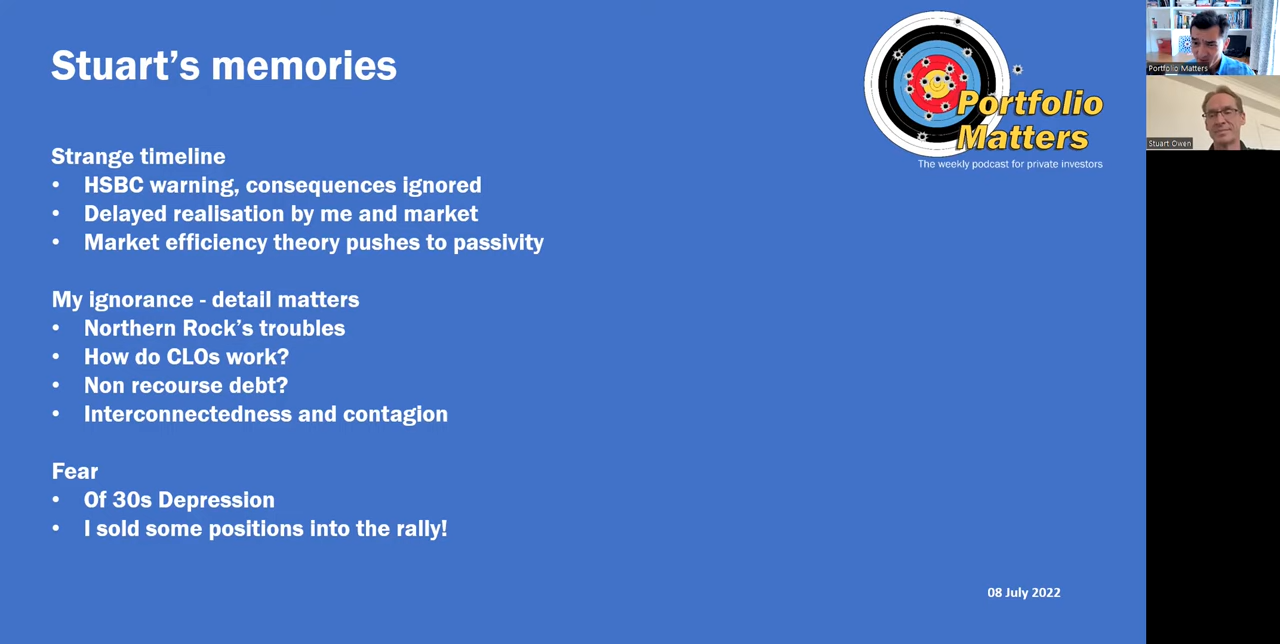 Stuart's memories
Portfolio
Matters
The weekly podcast for private investors
Strange timeline
• HSBC warning, consequences ignored
• Delayed realisation by me and market
• Market efficiency theory pushes to passivity
My ignorance - detail matters
• Northern Rock's troubles
• How do CLOs work?
• Non recourse debt?
• Interconnectedness and contagion
Fear
• Of 30s Depression
• I sold some positions into the rally!
08 July 2022
Portfolio Matters
Stuart Owen